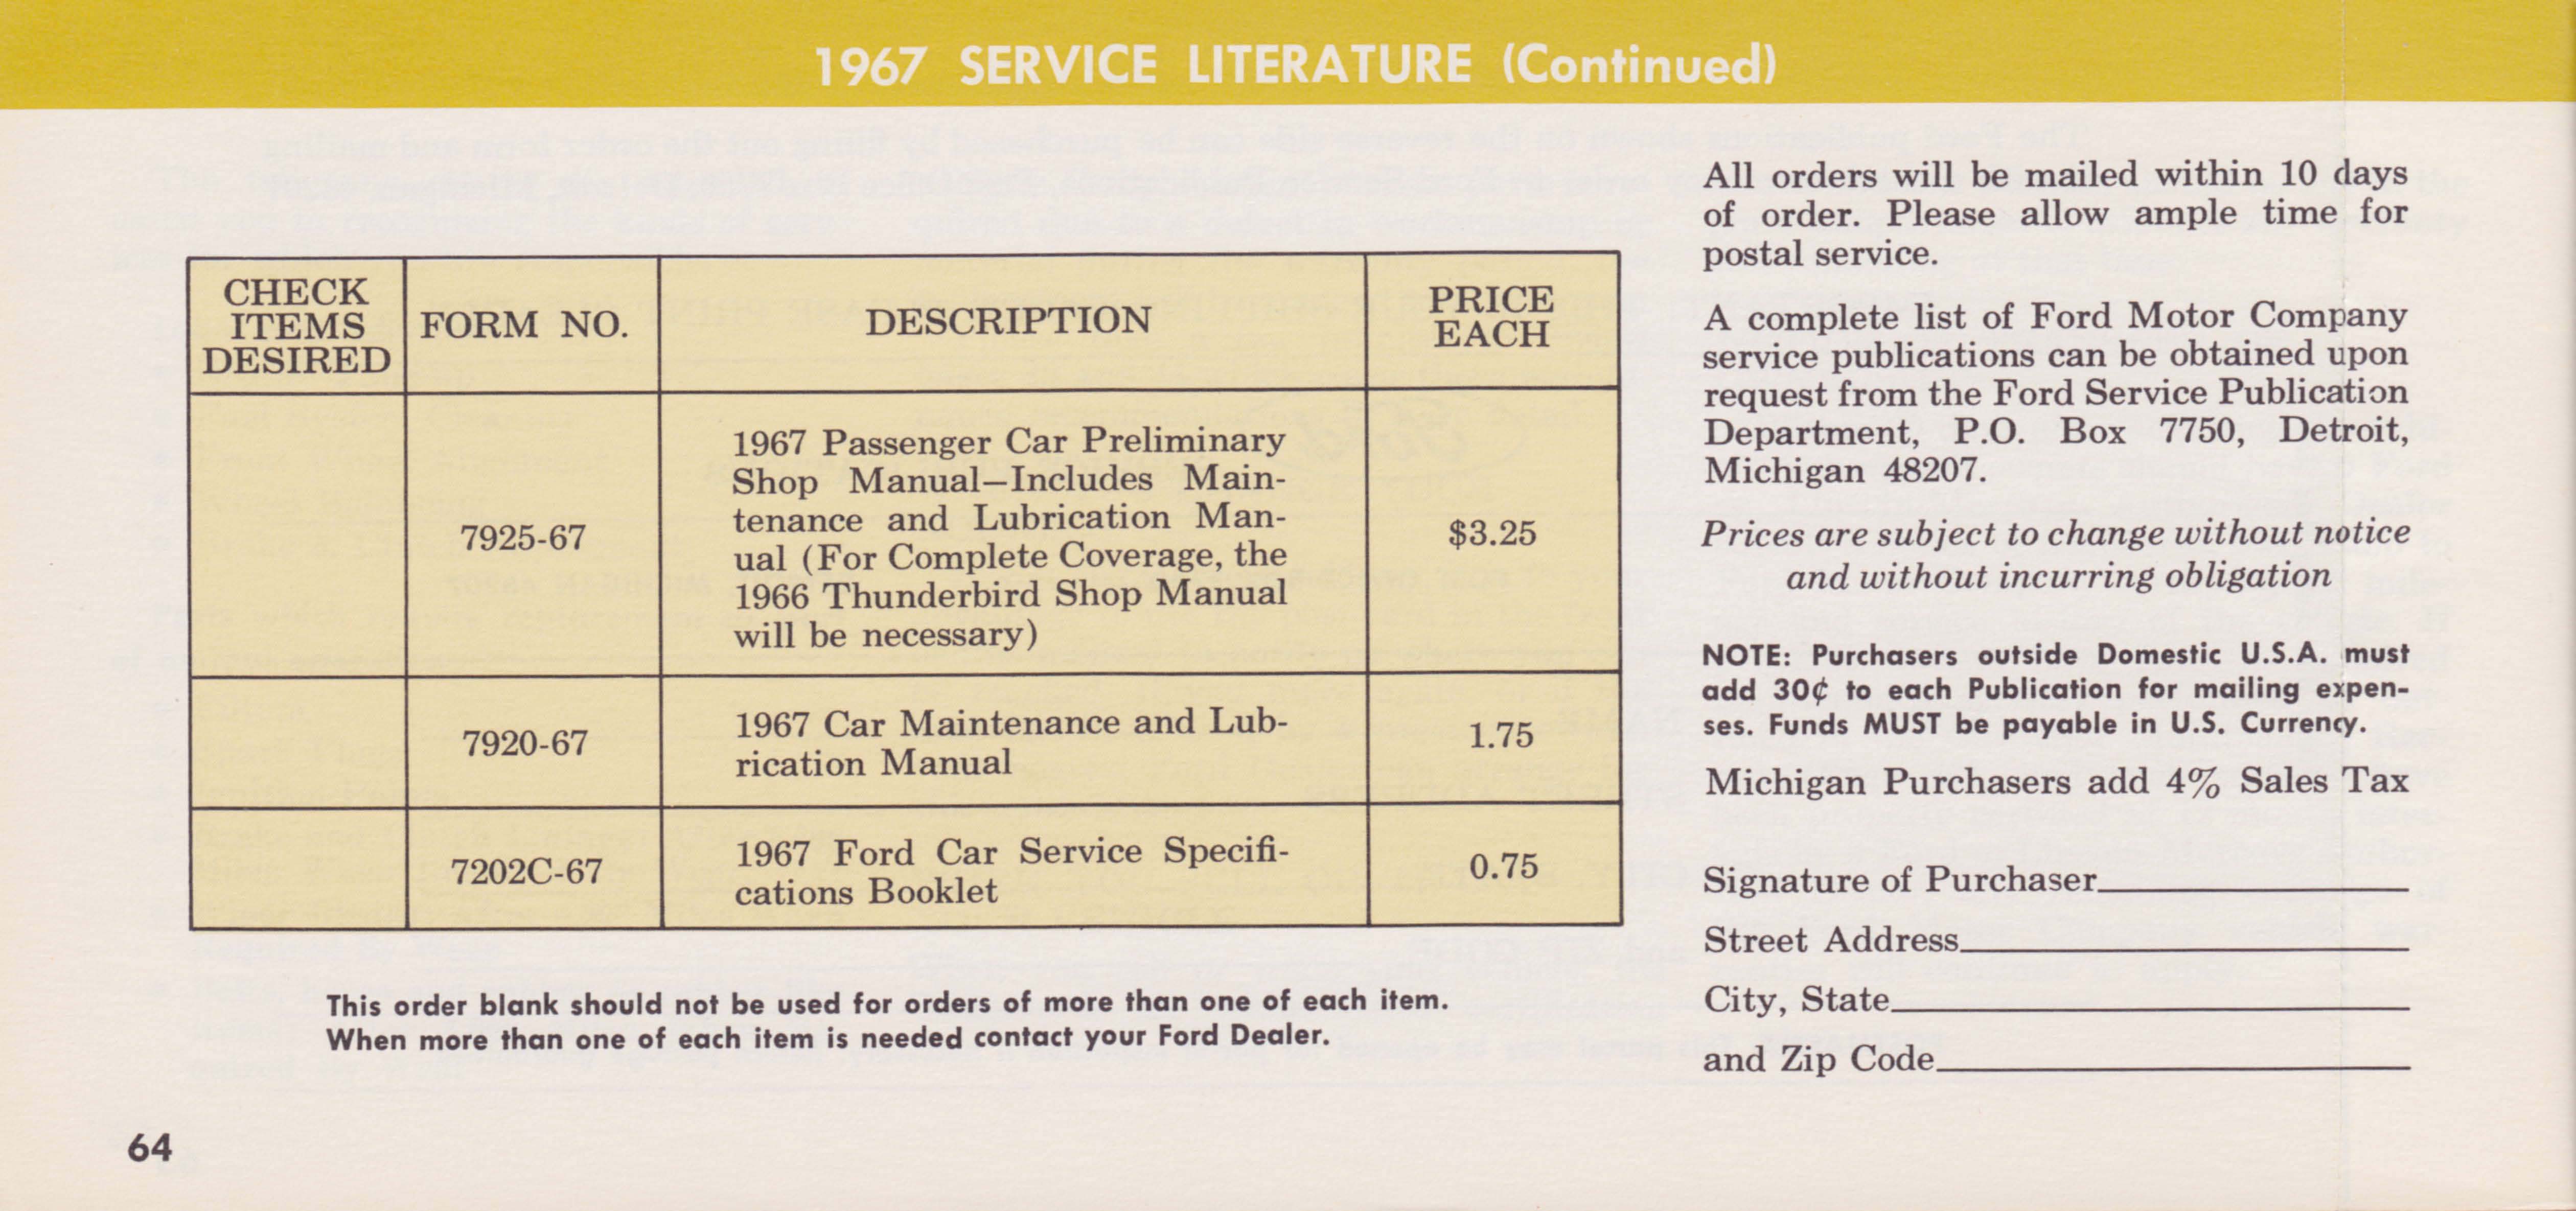 1967 SERVICE LITERATURE (Continued)
CHECK
ITEMS
DESIRED
FORM NO.
DESCRIPTION
PRICE
EACH
7925-67
1967 Passenger Car Preliminary
Shop Manual—Includes Main-
tenance and Lubrication Man-
ual (For Complete Coverage, the
1966 Thunderbird Shop Manual
will be necessary)
$3.25
7920-67
1967 Car Maintenance and Lub-
rication Manual
1.75
7202C-67
1967 Ford Car Service Specifi-
cations Booklet
0.75
This order blank should not be used for orders of more than one of each item.
When more than one of each item is needed contact your Ford Dealer.
All orders will be mailed within 10 days
of order. Please allow ample time for
postal service.
A complete list of Ford Motor Company
service publications can be obtained upon
request from the Ford Service Publication
Department, P.O. Box 7750, Detroit,
Michigan 48207.
Prices are subject to change without notice
and without incurring obligation
NOTE: Purchasers outside Domestic U.S.A. must
add 30¢ to each Publication for mailing expen-
ses. Funds MUST be payable in U.S. Currency.
Michigan Purchasers add 4% Sales Tax
Signature of Purchaser
Street Address
City, State
and Zip Code
64